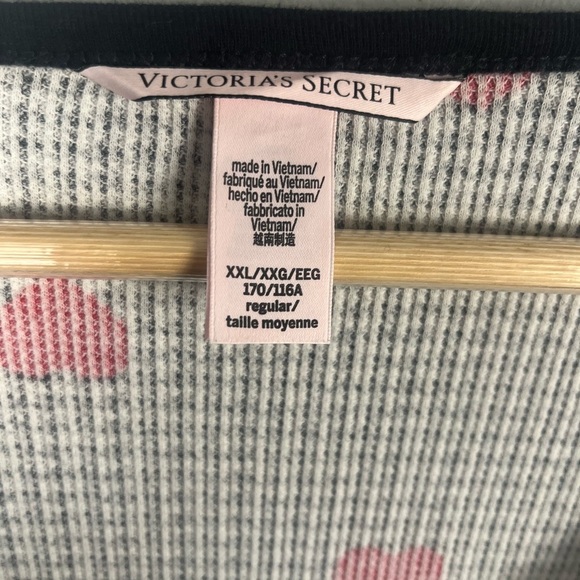 VICTORIA'S SECRET
made in Vietnam/
fabriqué au Vietnam/
hecho en Vietnam/
fabbricato in
Vietnam/
越南制造
XXL/XXG/EEG
170/116A
regular/
taille moyenne